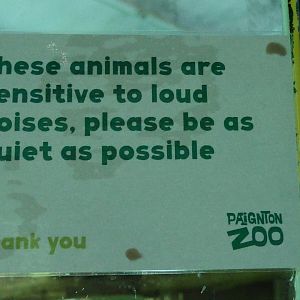 hese animals are
ensitive to loud
oises, please be as
uiet as possible
ank you
PAIGNTON
ZOO